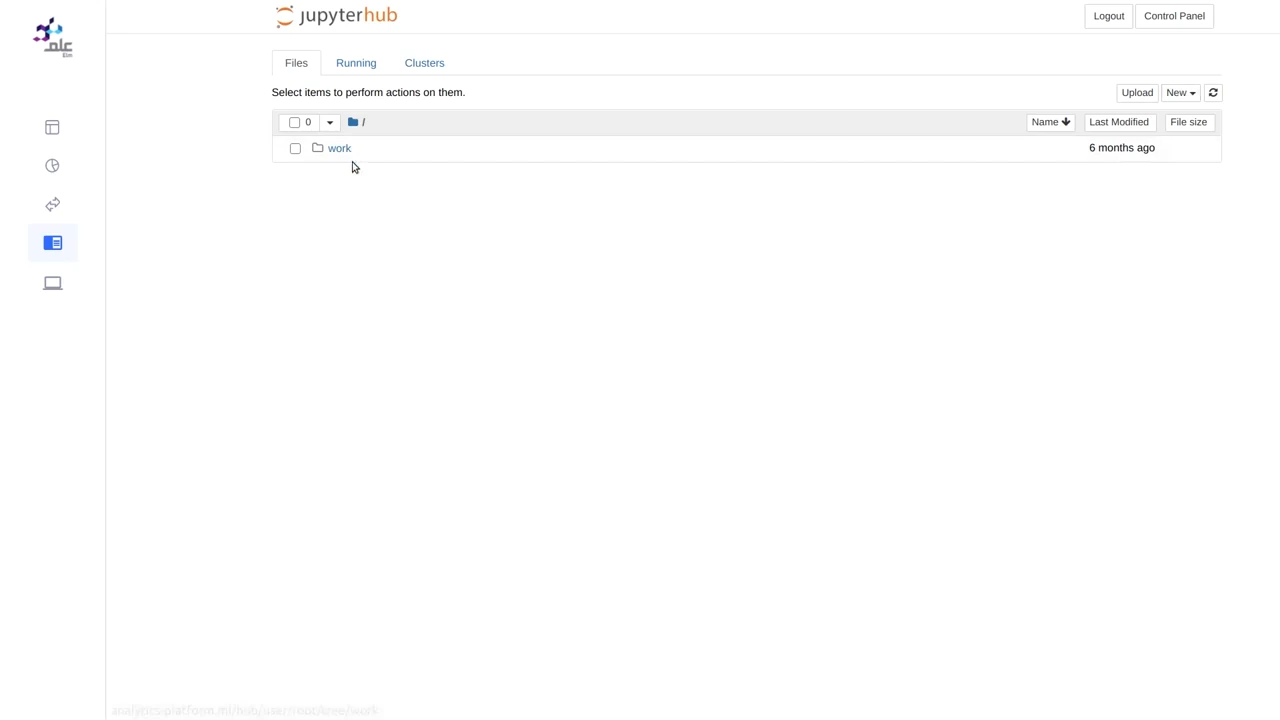 علم
Elm
jupyterhub
Logout
Control Panel
Files
Running
Clusters
Select items to perform actions on them.
Upload
New
0
/
Name
Last Modified
File size
work
6 months ago